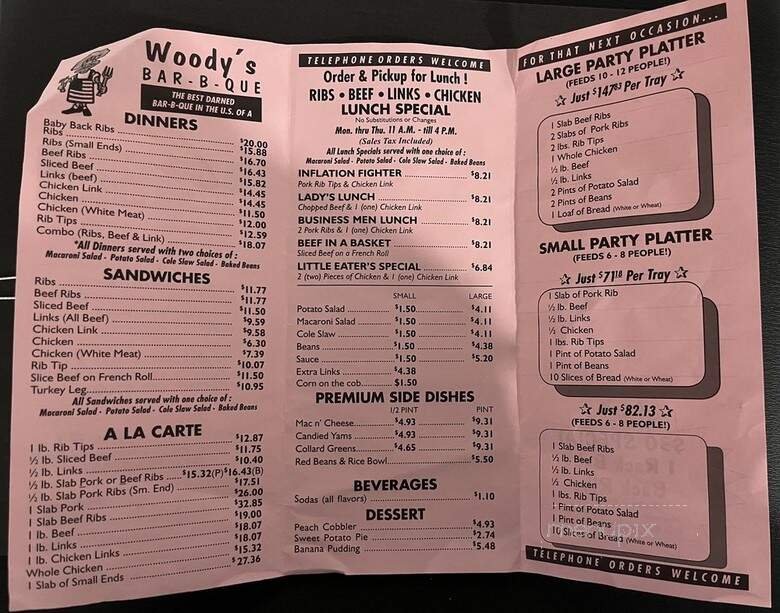 Woody's
BAR-B-QUE
THE BEST DARNED
BAR-B-QUE IN THE U.S. OF A
DINNERS
Baby Back Ribs $20.00
Ribs $15.88
Ribs (Small Ends) $16.70
Beef Ribs $16.43
Sliced Beef $15.82
Links (beef) $14.45
Chicken Link $14.45
Chicken $11.50
Chicken (White Meat) $12.00
Rib Tips $12.59
Combo (Ribs, Beef & Link) $18.07
*All Dinners served with two choices of :
Macaroni Salad - Potato Salad - Cole Slaw Salad - Baked Beans
SANDWICHES
Ribs $11.77
Beef Ribs $11.77
Sliced Beef $11.50
Links (All Beef) $9.59
Chicken Link $9.58
Chicken $6.30
Chicken (White Meat) $7.39
Rib Tip $10.07
Slice Beef on French Roll $11.50
Turkey Leg $10.95
All Sandwiches served with one choice of :
Macaroni Salad - Potato Salad - Cole Slaw Salad - Baked Beans
A LA CARTE
1 lb. Rib Tips $12.87
½ lb. Sliced Beef $11.75
½ lb. Links $10.40
½ lb. Slab Pork or Beef Ribs $15.32(P) $16.43(B)
½ lb. Slab Pork Ribs (Sm. End) $17.51
1 Slab Pork $26.00
1 Slab Beef Ribs $32.85
1 lb. Beef $19.00
1 lb. Links $18.07
1 lb. Chicken Links $18.07
Whole Chicken $15.32
1 Slab of Small Ends $27.36
TELEPHONE ORDERS WELCOME
Order & Pickup for Lunch !
RIBS • BEEF • LINKS • CHICKEN
LUNCH SPECIAL
No Substitutions or Changes
Mon. thru Thu. 11 A.M. - till 4 P.M.
(Sales Tax Included)
All Lunch Specials served with one choice of :
Macaroni Salad - Potato Salad - Cole Slaw Salad - Baked Beans
INFLATION FIGHTER $8.21
Pork Rib Tips & Chicken Link
LADY'S LUNCH $8.21
Chopped Beef & 1 (one) Chicken Link
BUSINESS MEN LUNCH $8.21
2 Pork Ribs & 1 (one) Chicken Link
BEEF IN A BASKET $8.21
Sliced Beef on a French Roll
LITTLE EATER'S SPECIAL $6.84
2 (two) Pieces of Chicken & 1 (one) Chicken Link
SMALL LARGE
Potato Salad $1.50 $4.11
Macaroni Salad $1.50 $4.11
Cole Slaw $1.50 $4.11
Beans $1.50 $4.38
Sauce $1.50 $5.20
Extra Links $4.38
Corn on the cob $1.50
PREMIUM SIDE DISHES
1/2 PINT PINT
Mac n' Cheese $4.93 $9.31
Candied Yams $4.93 $9.31
Collard Greens $4.65 $9.31
Red Beans & Rice Bowl $5.50
BEVERAGES
Sodas (all flavors) $1.10
DESSERT
Peach Cobbler $4.93
Sweet Potato Pie $2.74
Banana Pudding $5.48
FOR THAT NEXT OCCASION...
LARGE PARTY PLATTER
(FEEDS 10 - 12 PEOPLE!)
☆ Just $147.83 Per Tray ☆
1 Slab Beef Ribs
2 Slabs of Pork Ribs
2 lbs. Rib Tips
1 Whole Chicken
½ lb. Beef
½ lb. Links
2 Pints of Potato Salad
2 Pints of Beans
1 Loaf of Bread (White or Wheat)
SMALL PARTY PLATTER
(FEEDS 6 - 8 PEOPLE!)
☆ Just $71.18 Per Tray ☆
1 Slab of Pork Rib
½ lb. Beef
½ lb. Links
½ Chicken
1 lbs. Rib Tips
1 Pint of Potato Salad
1 Pint of Beans
10 Slices of Bread (White or Wheat)
☆ Just $82.13 ☆
(FEEDS 6 - 8 PEOPLE!)
1 Slab Beef Ribs
½ lb. Beef
½ lb. Links
½ Chicken
1 lbs. Rib Tips
1 Pint of Potato Salad
1 Pint of Beans
10 Slices of Bread (White or Wheat)
TELEPHONE ORDERS WELCOME